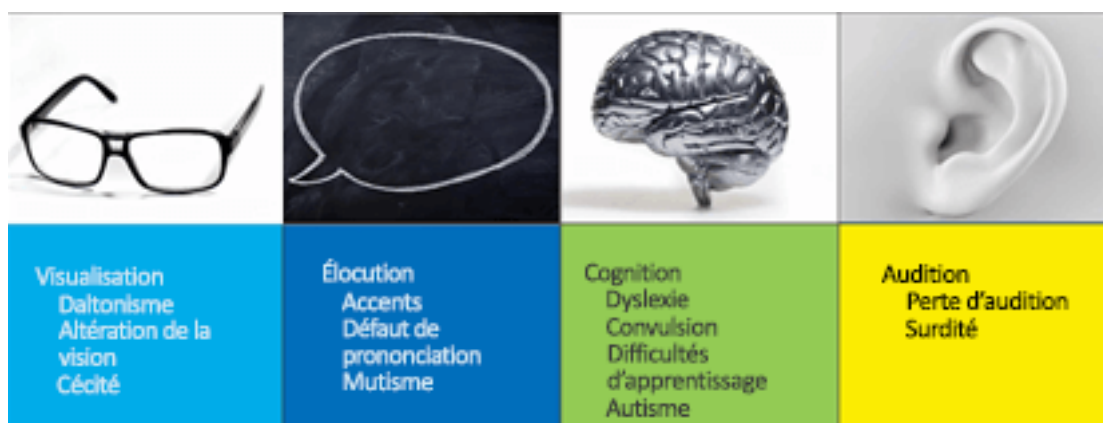 Visualisation
Daltonisme
Altération de la
vision
Cécité
Élocution
Accents
Défaut de
prononciation
Mutisme
Cognition
Dyslexie
Convulsion
Difficultés
d'apprentissage
Autisme
Audition
Perte d'audition
Surdité